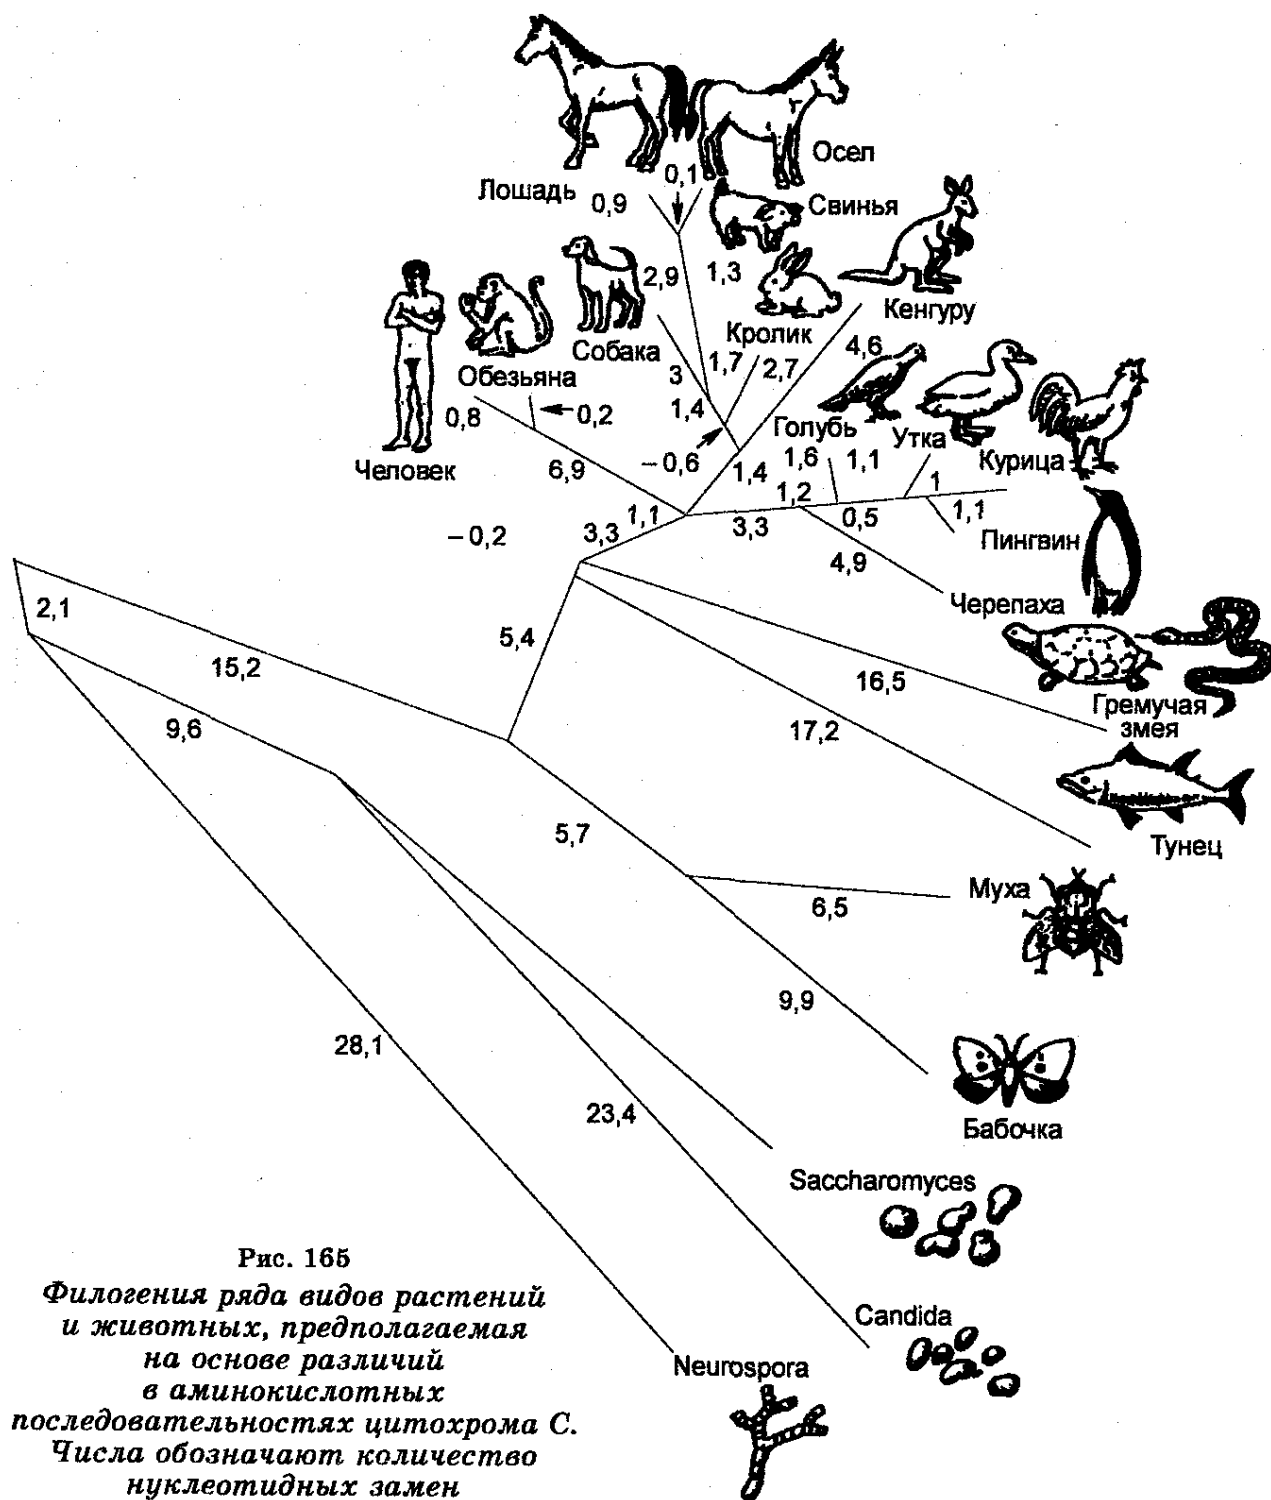 Осел
0,1
Лошадь
0,9
Свинья
2,9
1,3
Кенгуру
Кролик
Собака
4,6
1,7
2,7
Обезьяна
3
0,8
0,2
1,4
Голубь
Утка
Человек
6,9
– 0,6
1,4
1,6
1,1
Курица
1,2
1
1,1
– 0,2
3,3
3,3
0,5
1,1
Пингвин
4,9
Черепаха
2,1
5,4
15,2
16,5
Гремучая
змея
9,6
17,2
5,7
Тунец
Муха
6,5
9,9
28,1
23,4
Бабочка
Saccharomyces
Candida
Neurospora
Рис. 165
Филогения ряда видов растений
и животных, предполагаемая
на основе различий
в аминокислотных
последовательностях цитохрома С.
Числа обозначают количество
нуклеотидных замен